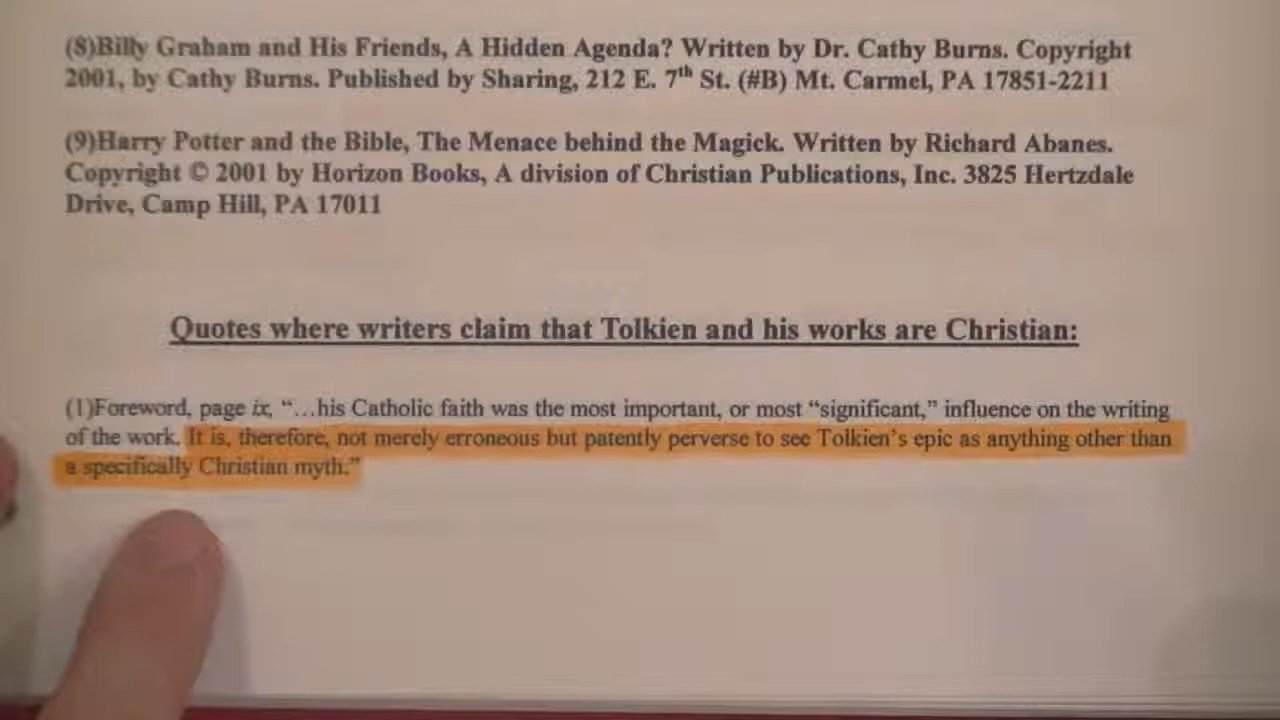 (8)Billy Graham and His Friends, A Hidden Agenda? Written by Dr. Cathy Burns. Copyright
2001, by Cathy Burns. Published by Sharing, 212 E. 7th St. (#B) Mt. Carmel, PA 17851-2211
(9)Harry Potter and the Bible, The Menace behind the Magick. Written by Richard Abanes.
Copyright © 2001 by Horizon Books, A division of Christian Publications, Inc. 3825 Hertzdale
Drive, Camp Hill, PA 17011
Quotes where writers claim that Tolkien and his works are Christian:
(1)Foreword, page ix, “…his Catholic faith was the most important, or most “significant,” influence on the writing
of the work. It is, therefore, not merely erroneous but patently perverse to see Tolkien’s epic as anything other than
a specifically Christian myth.”